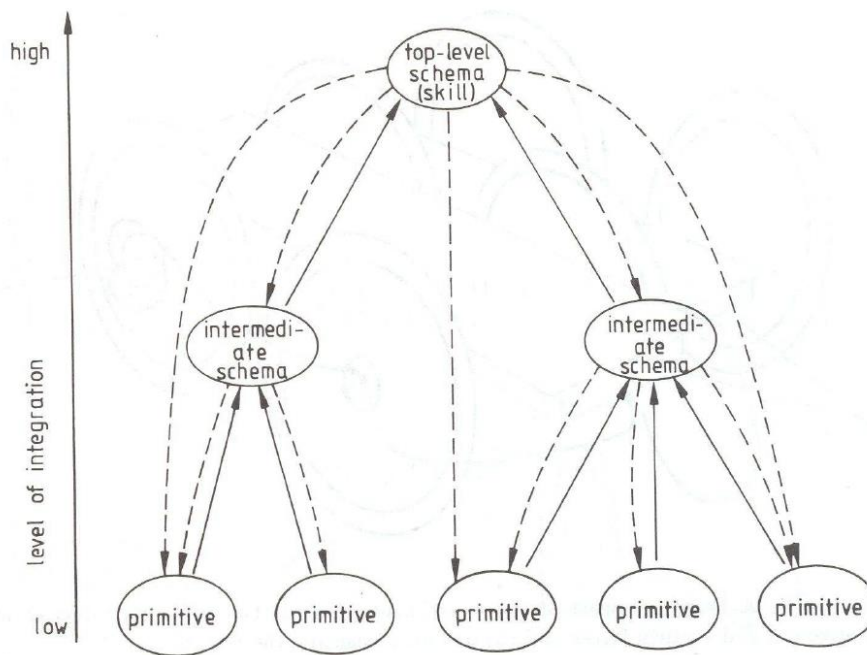 high
top-level
schema
(skill)
intermedi-
ate
schema
intermedi-
ate
schema
level of integration
low
primitive
primitive
primitive
primitive
primitive